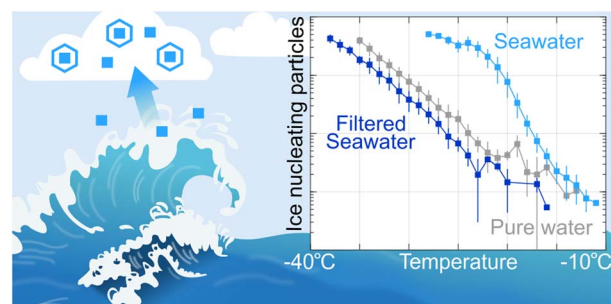 Ice nucleating particles
Seawater
Filtered
Seawater
Pure water
-40°C
Temperature
-10°C